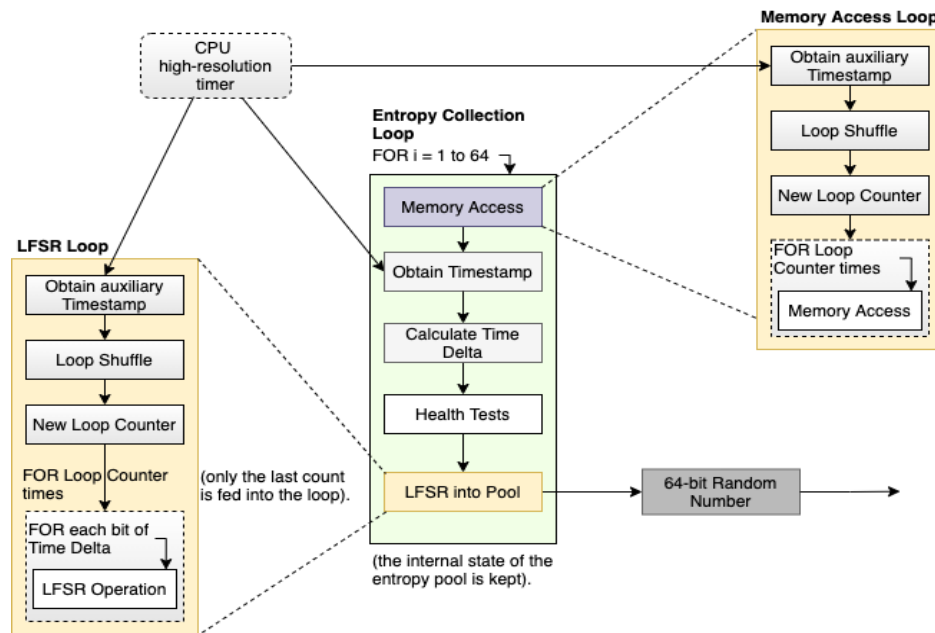 Memory Access Loop
CPU
high-resolution
timer
Obtain auxiliary
Timestamp
Loop Shuffle
New Loop Counter
FOR Loop
Counter times
Memory Access
Entropy Collection
Loop
FOR i = 1 to 64
Memory Access
Obtain Timestamp
Calculate Time
Delta
Health Tests
LFSR into Pool
(the internal state of the
entropy pool is kept).
64-bit Random
Number
LFSR Loop
Obtain auxiliary
Timestamp
Loop Shuffle
New Loop Counter
FOR Loop Counter
times
(only the last count
is fed into the loop).
FOR each bit of
Time Delta
LFSR Operation